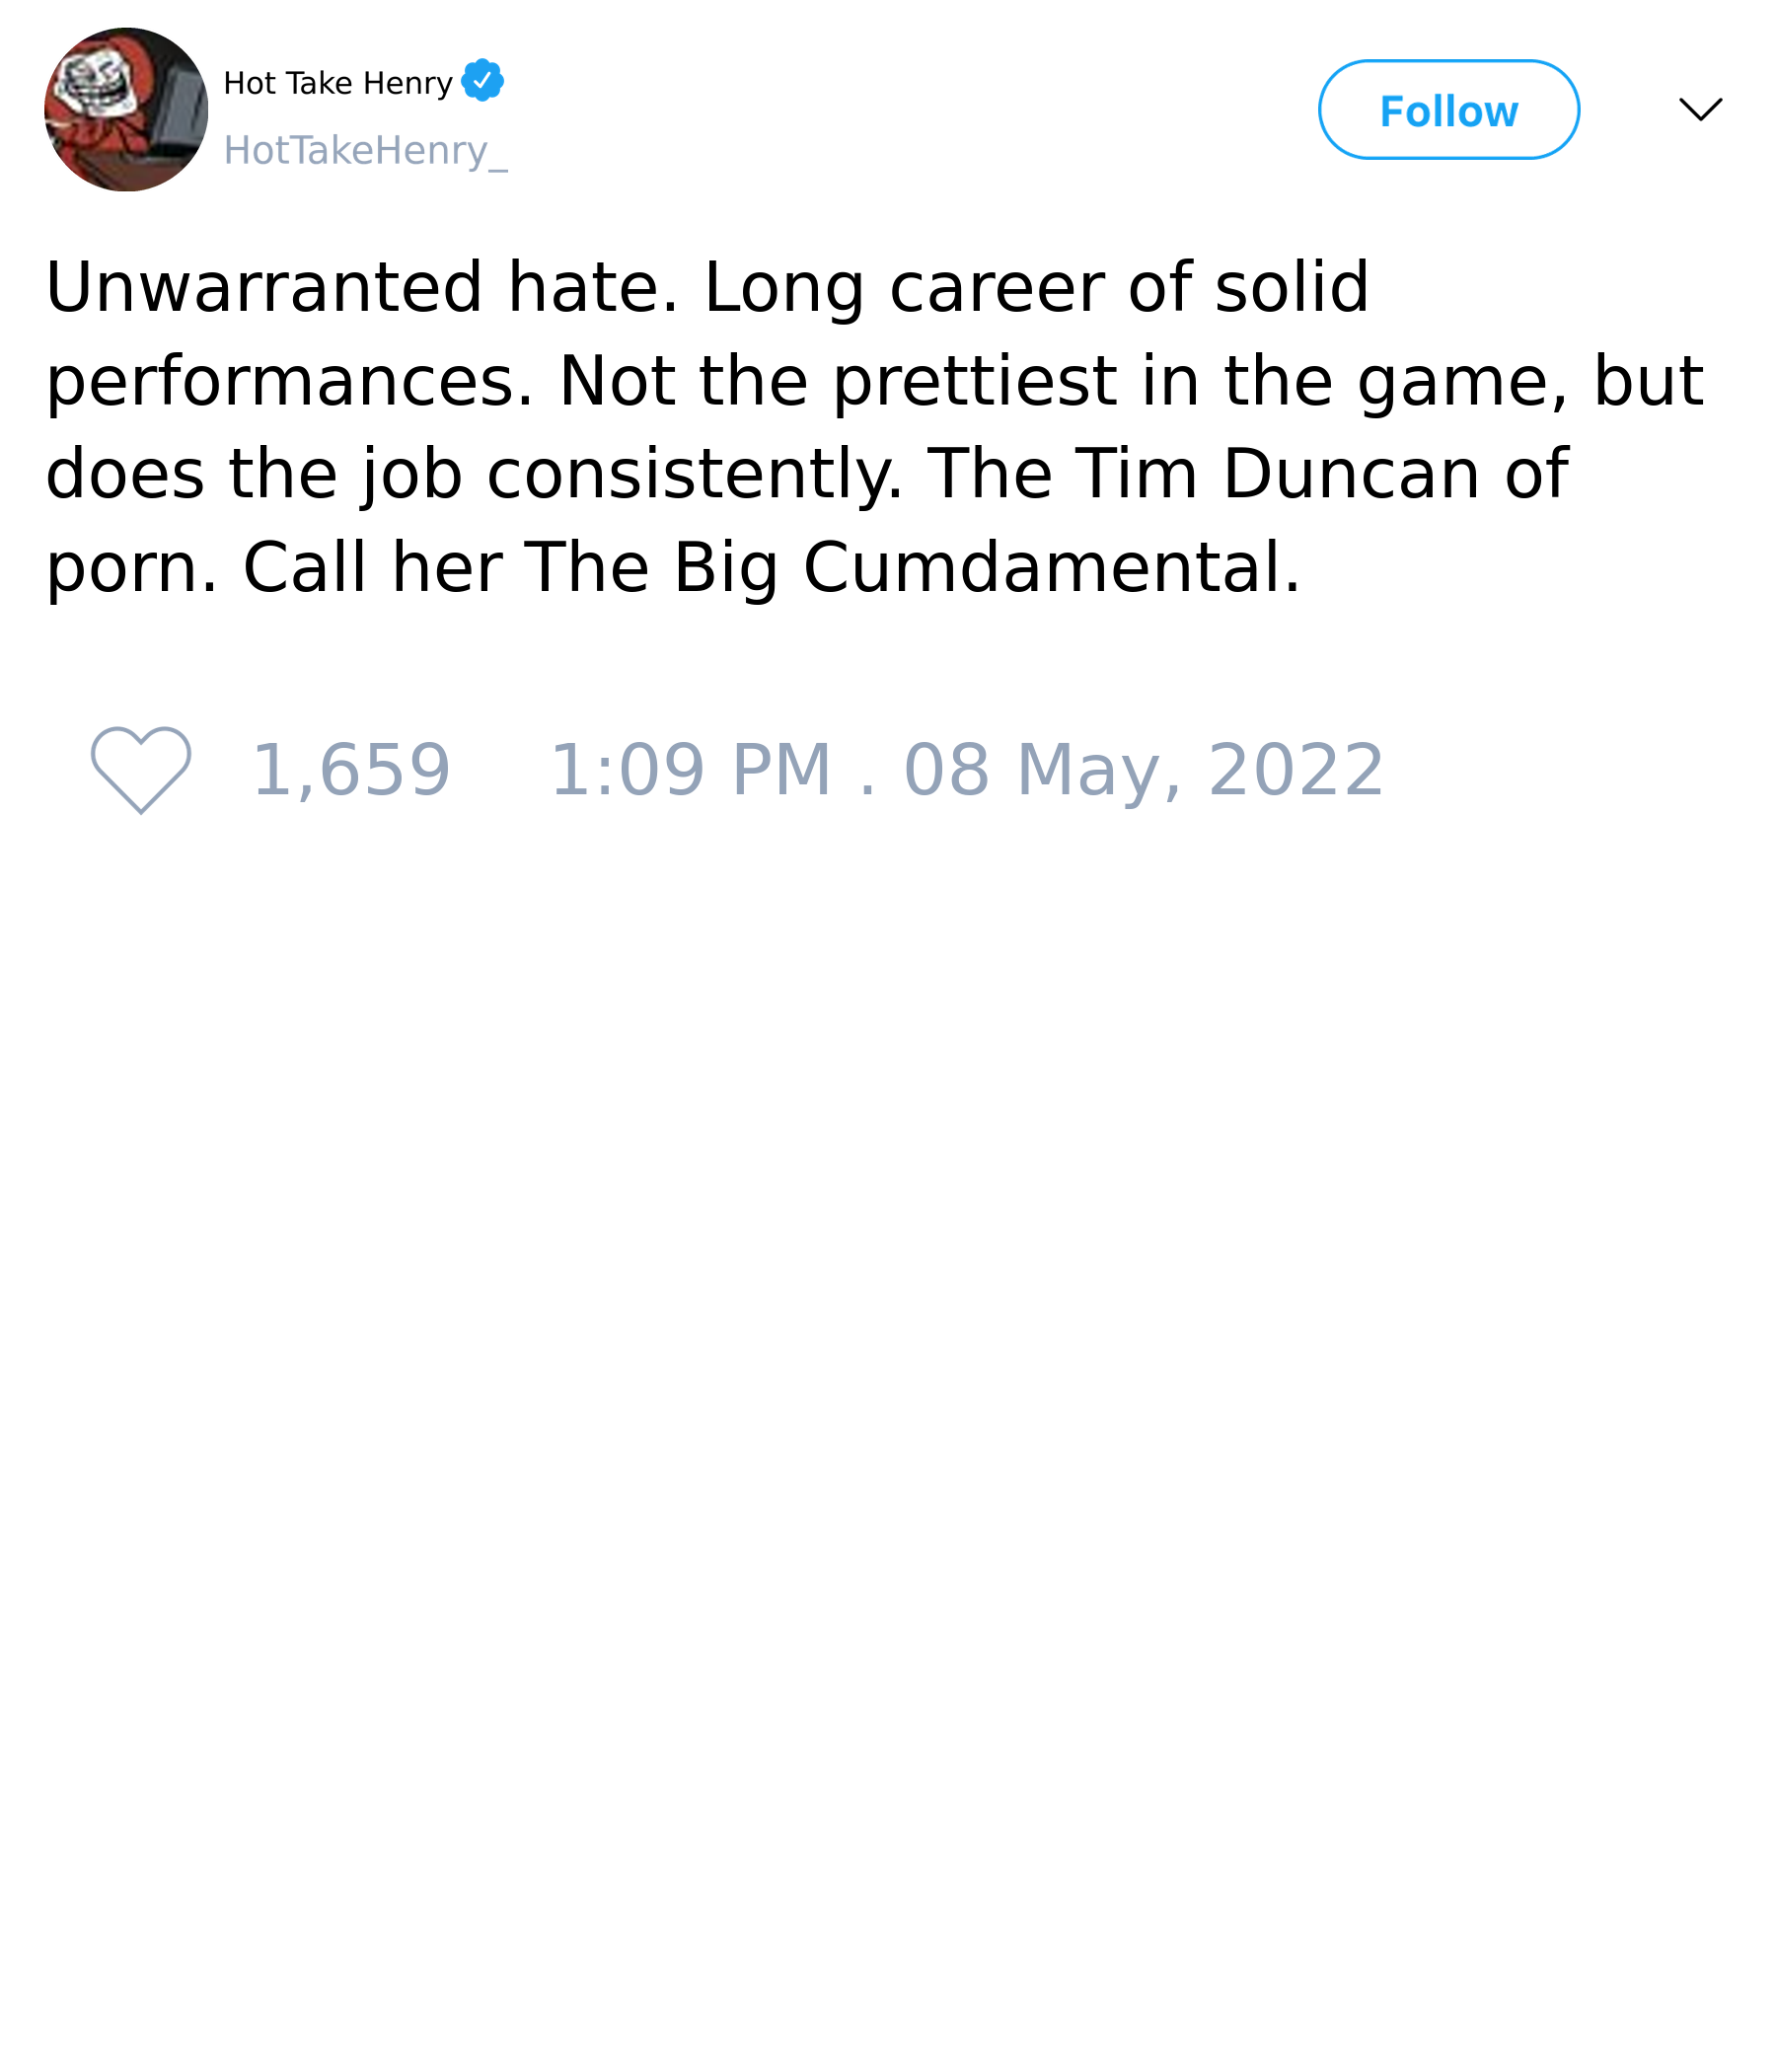 Hot Take Henry
HotTakeHenry_
Follow
Unwarranted hate. Long career of solid
performances. Not the prettiest in the game, but
does the job consistently. The Tim Duncan of
porn. Call her The Big Cumdamental.
1,659 1:09 PM . 08 May, 2022